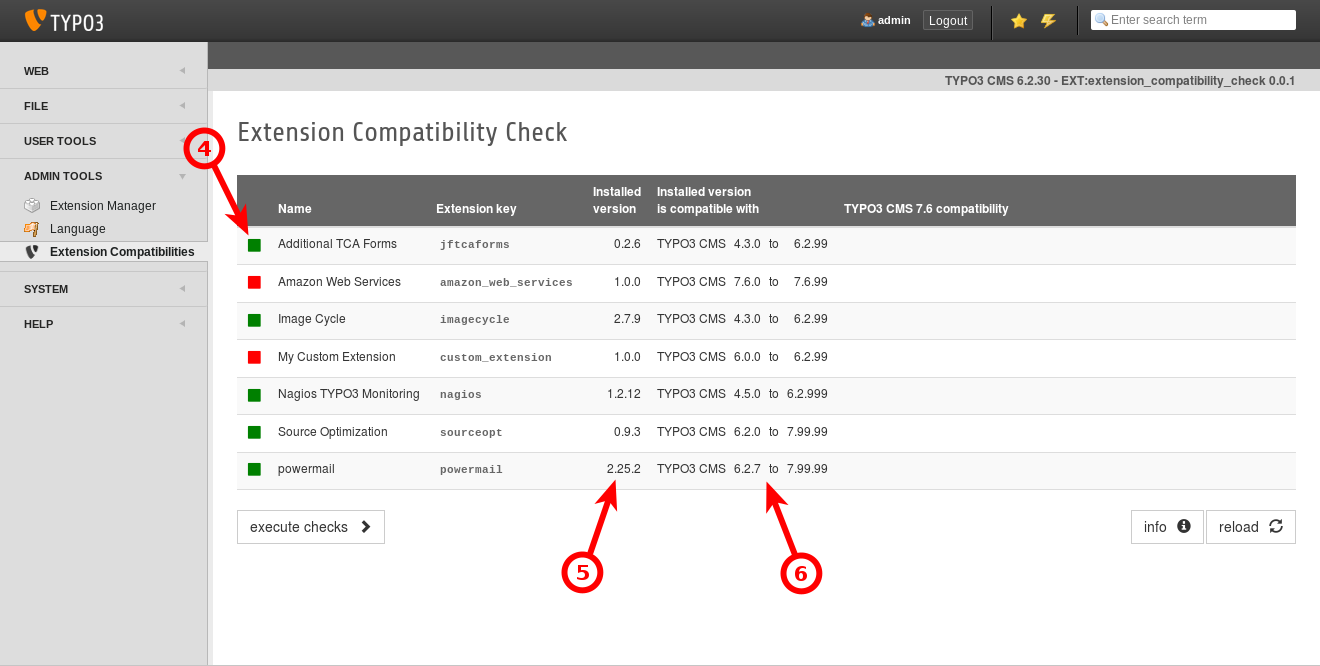 TYPO3
admin
Logout
Enter search term
TYPO3 CMS 6.2.30 - EXT:extension_compatibility_check 0.0.1
WEB
FILE
USER TOOLS
ADMIN TOOLS
Extension Manager
Language
Extension Compatibilities
SYSTEM
HELP
4
Extension Compatibility Check
Installed Installed version
Name Extension key version is compatible with TYPO3 CMS 7.6 compatibility
Additional TCA Forms jftcaforms 0.2.6 TYPO3 CMS 4.3.0 to 6.2.99
Amazon Web Services amazon_web_services 1.0.0 TYPO3 CMS 7.6.0 to 7.6.99
Image Cycle imagecycle 2.7.9 TYPO3 CMS 4.3.0 to 6.2.99
My Custom Extension custom_extension 1.0.0 TYPO3 CMS 6.0.0 to 6.2.99
Nagios TYPO3 Monitoring nagios 1.2.12 TYPO3 CMS 4.5.0 to 6.2.999
Source Optimization sourceopt 0.9.3 TYPO3 CMS 6.2.0 to 7.99.99
powermail powermail 2.25.2 TYPO3 CMS 6.2.7 to 7.99.99
execute checks
info
reload
5
6